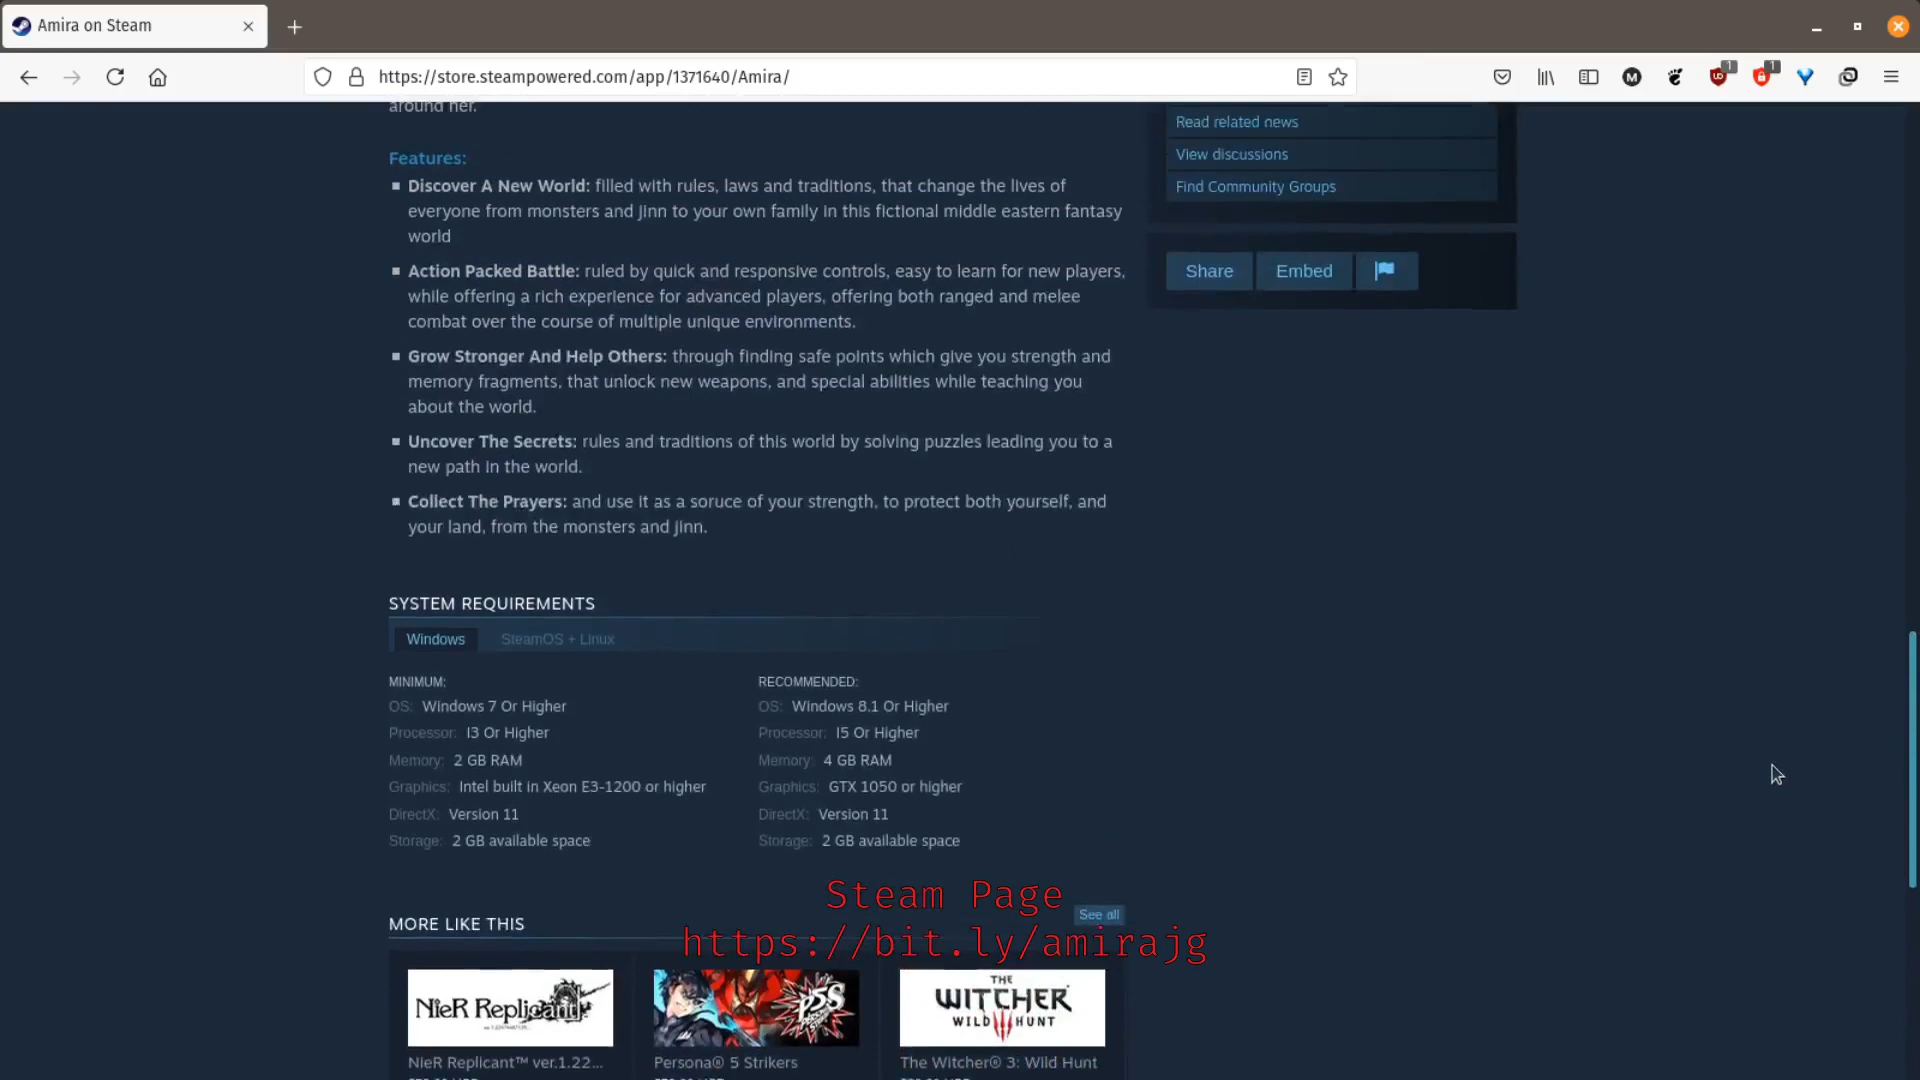 Amira on Steam
https://store.steampowered.com/app/1371640/Amira/
1
1
around her.
Features:
Discover A New World: filled with rules, laws and traditions, that change the lives of
everyone from monsters and Jinn to your own family in this fictional middle eastern fantasy
world
Action Packed Battle: ruled by quick and responsive controls, easy to learn for new players,
while offering a rich experience for advanced players, offering both ranged and melee
combat over the course of multiple unique environments.
Grow Stronger And Help Others: through finding safe points which give you strength and
memory fragments, that unlock new weapons, and special abilities while teaching you
about the world.
Uncover The Secrets: rules and traditions of this world by solving puzzles leading you to a
new path in the world.
Collect The Prayers: and use it as a soruce of your strength, to protect both yourself, and
your land, from the monsters and jinn.
Read related news
View discussions
Find Community Groups
Share Embed
SYSTEM REQUIREMENTS
Windows SteamOS + Linux
MINIMUM:
OS: Windows 7 Or Higher
Processor: I3 Or Higher
Memory: 2 GB RAM
Graphics: Intel built in Xeon E3-1200 or higher
DirectX: Version 11
Storage: 2 GB available space
RECOMMENDED:
OS: Windows 8.1 Or Higher
Processor: I5 Or Higher
Memory: 4 GB RAM
Graphics: GTX 1050 or higher
DirectX: Version 11
Storage: 2 GB available space
Steam Page
https://bit.ly/amirajg
MORE LIKE THIS
See all
NieR Replicant
P5S
THE
WITCHER
WILD HUNT
NieR Replicant™ ver.1.22...
Persona® 5 Strikers
The Witcher® 3: Wild Hunt